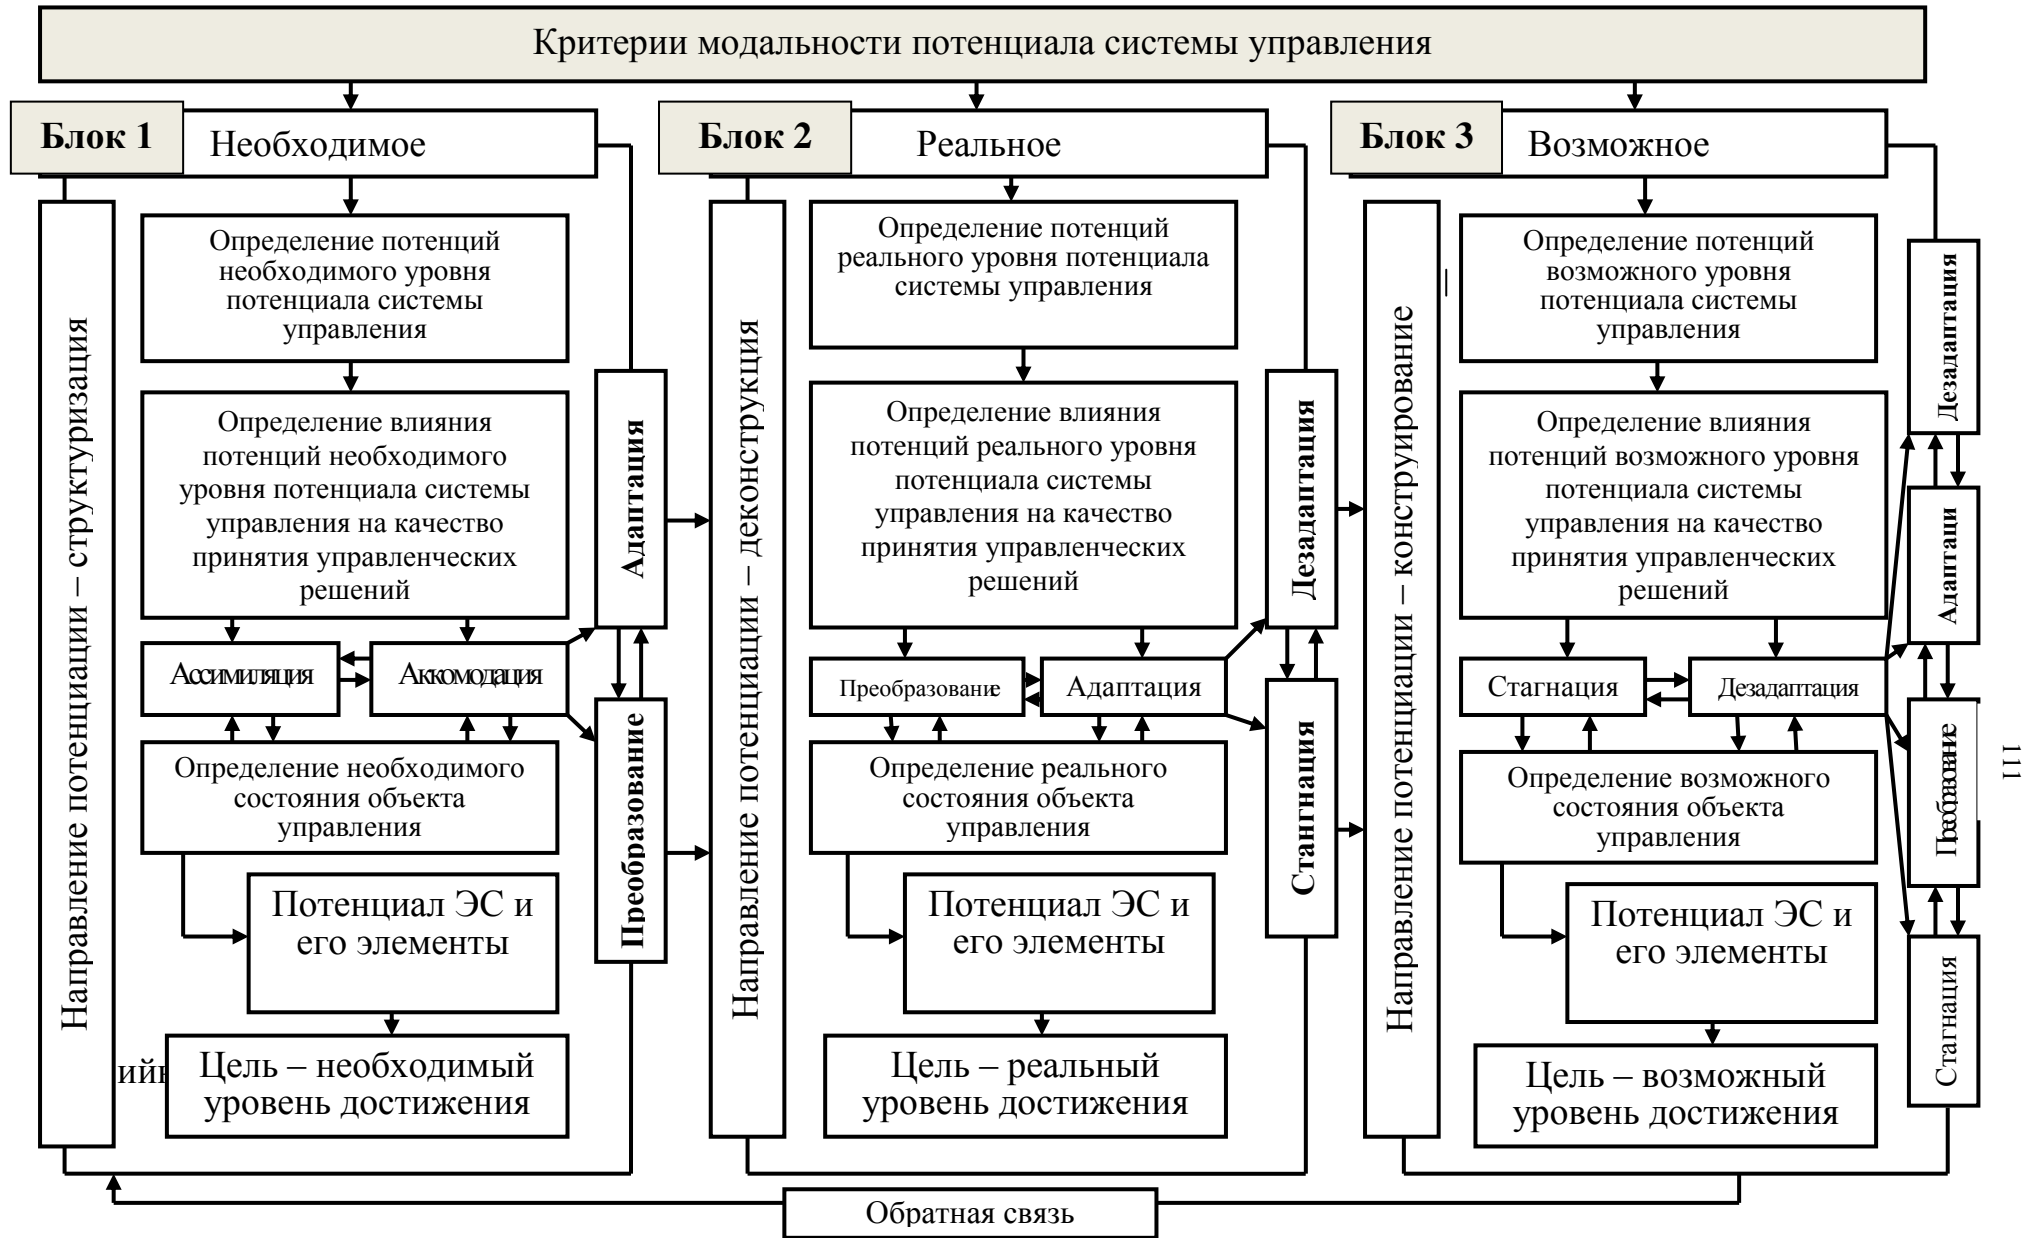 Критерии модальности потенциала системы управления
Блок 1
Необходимое
Направление потенциации – структуризация
Определение потенций
необходимого уровня
потенциала системы
управления
Определение влияния
потенций необходимого
уровня потенциала системы
управления на качество
принятия управленческих
решений
Ассимиляция
Аккомодация
Определение необходимого
состояния объекта
управления
Потенциал ЭС и
его элементы
Цель – необходимый
уровень достижения
Адаптация
Преобразование
Блок 2
Реальное
Направление потенциации – деконструкция
Определение потенций
реального уровня потенциала
системы управления
Определение влияния
потенций реального уровня
потенциала системы
управления на качество
принятия управленческих
решений
Преобразование
Адаптация
Определение реального
состояния объекта
управления
Потенциал ЭС и
его элементы
Цель – реальный
уровень достижения
Дезадаптация
Стангнация
Блок 3
Возможное
Направление потенциации – конструирование
Определение потенций
возможного уровня
потенциала системы
управления
Определение влияния
потенций возможного уровня
потенциала системы
управления на качество
принятия управленческих
решений
Стагнация
Дезадаптация
Определение возможного
состояния объекта
управления
Потенциал ЭС и
его элементы
Цель – возможный
уровень достижения
Дезадаптация
Адаптаци
Преобразование
Стагнация
Обратная связь
111